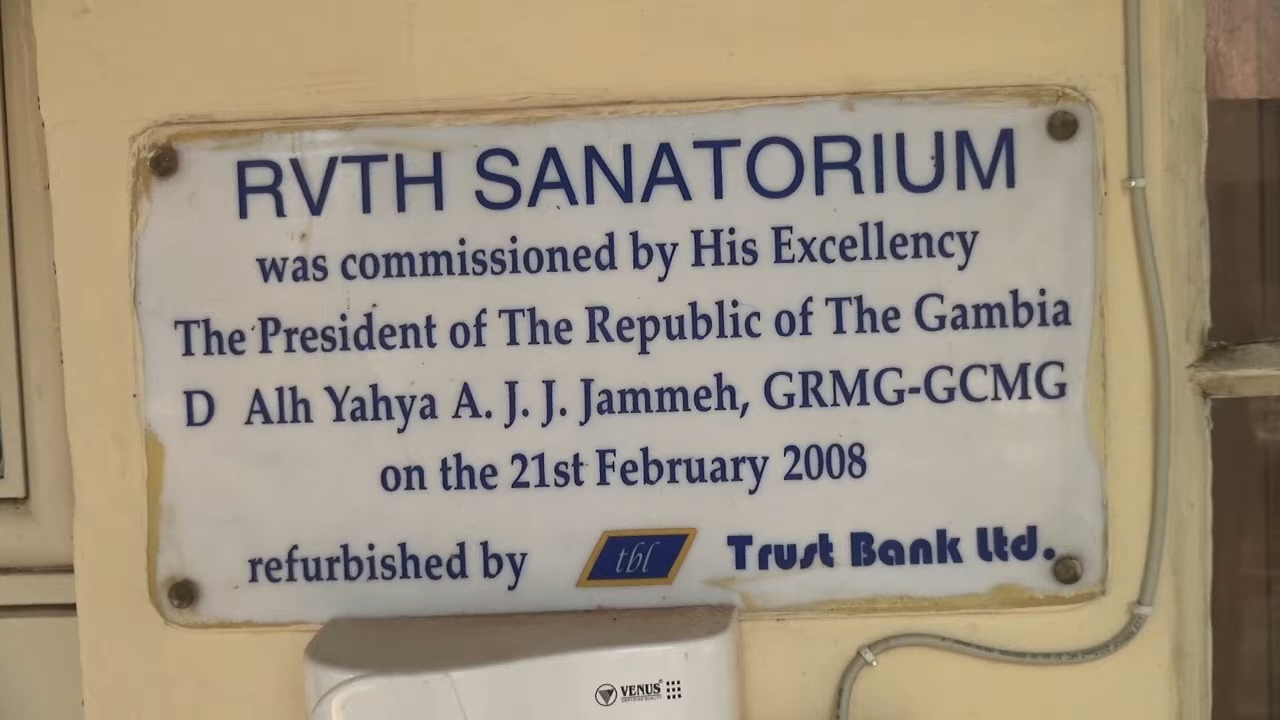 RVTH SANATORIUM
was commissioned by His Excellency
The President of The Republic of The Gambia
D Alh Yahya A. J. J. Jammeh, GRMG-GCMG
on the 21st February 2008
refurbished by tbl Trust Bank Ltd.
VENUS